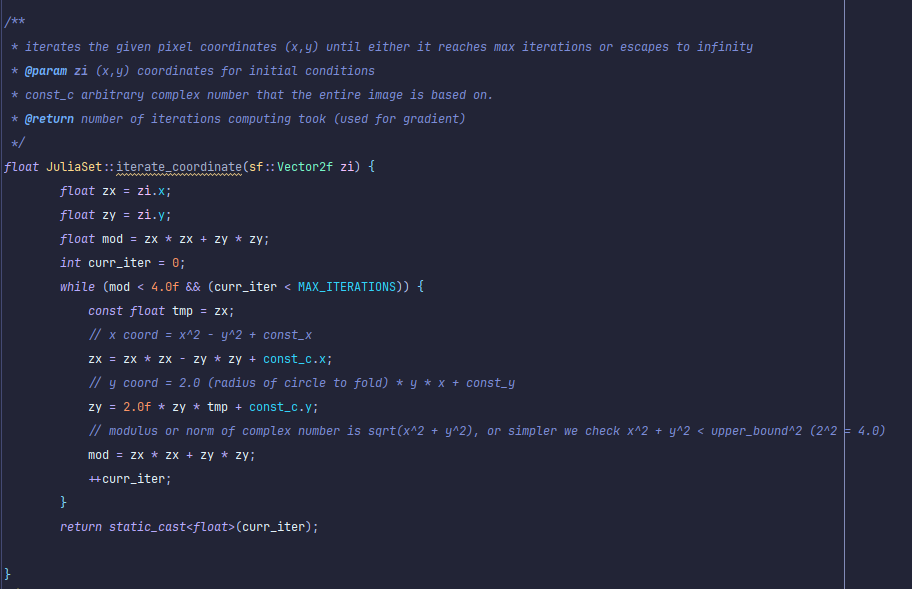 /**
 * iterates the given pixel coordinates (x,y) until either it reaches max iterations or escapes to infinity
 * @param zi (x,y) coordinates for initial conditions
 * const_c arbitrary complex number that the entire image is based on.
 * @return number of iterations computing took (used for gradient)
 */
float JuliaSet::iterate_coordinate(sf::Vector2f zi) {
        float zx = zi.x;
        float zy = zi.y;
        float mod = zx * zx + zy * zy;
        int curr_iter = 0;
        while (mod < 4.0f && (curr_iter < MAX_ITERATIONS)) {
            const float tmp = zx;
            // x coord = x^2 - y^2 + const_x
            zx = zx * zx - zy * zy + const_c.x;
            // y coord = 2.0 (radius of circle to fold) * y * x + const_y
            zy = 2.0f * zy * tmp + const_c.y;
            // modulus or norm of complex number is sqrt(x^2 + y^2), or simpler we check x^2 + y^2 < upper_bound^2 (2^2 = 4.0)
            mod = zx * zx + zy * zy;
            ++curr_iter;
        }
        return static_cast<float>(curr_iter);
}